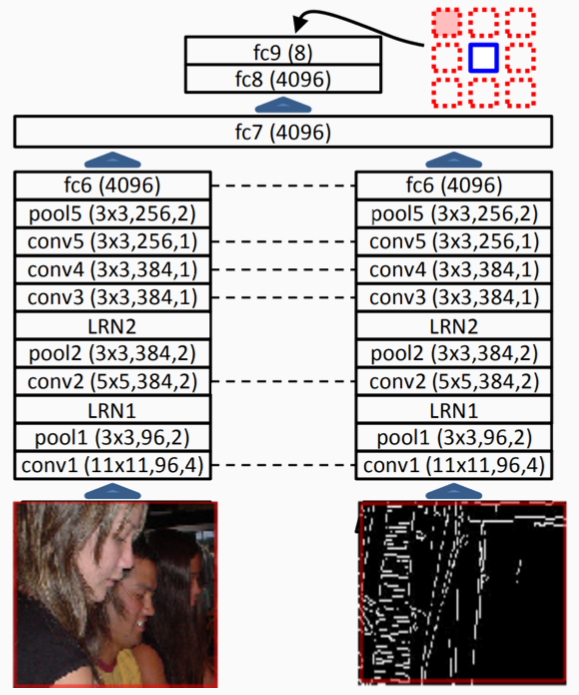 fc9 (8)
fc8 (4096)
fc7 (4096)
fc6 (4096)
pool5 (3x3,256,2)
conv5 (3x3,256,1)
conv4 (3x3,384,1)
conv3 (3x3,384,1)
LRN2
pool2 (3x3,384,2)
conv2 (5x5,384,2)
LRN1
pool1 (3x3,96,2)
conv1 (11x11,96,4)
fc6 (4096)
pool5 (3x3,256,2)
conv5 (3x3,256,1)
conv4 (3x3,384,1)
conv3 (3x3,384,1)
LRN2
pool2 (3x3,384,2)
conv2 (5x5,384,2)
LRN1
pool1 (3x3,96,2)
conv1 (11x11,96,4)